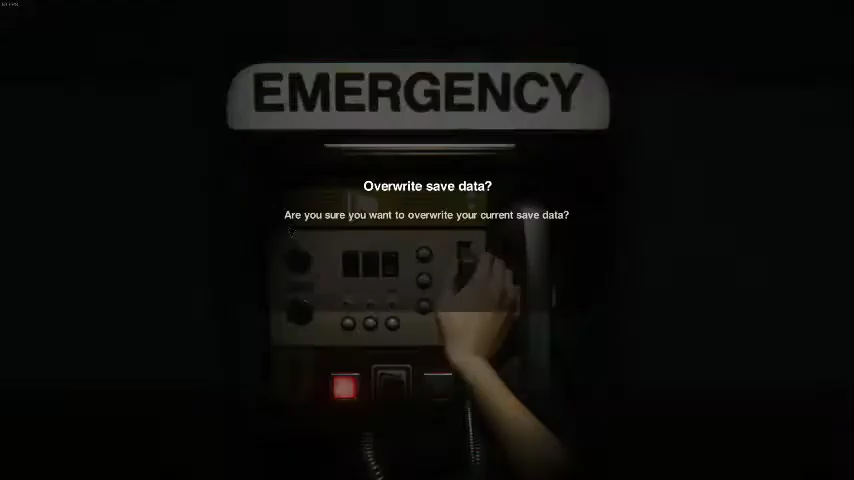 EMERGENCY
Overwrite save data?
Are you sure you want to overwrite your current save data?